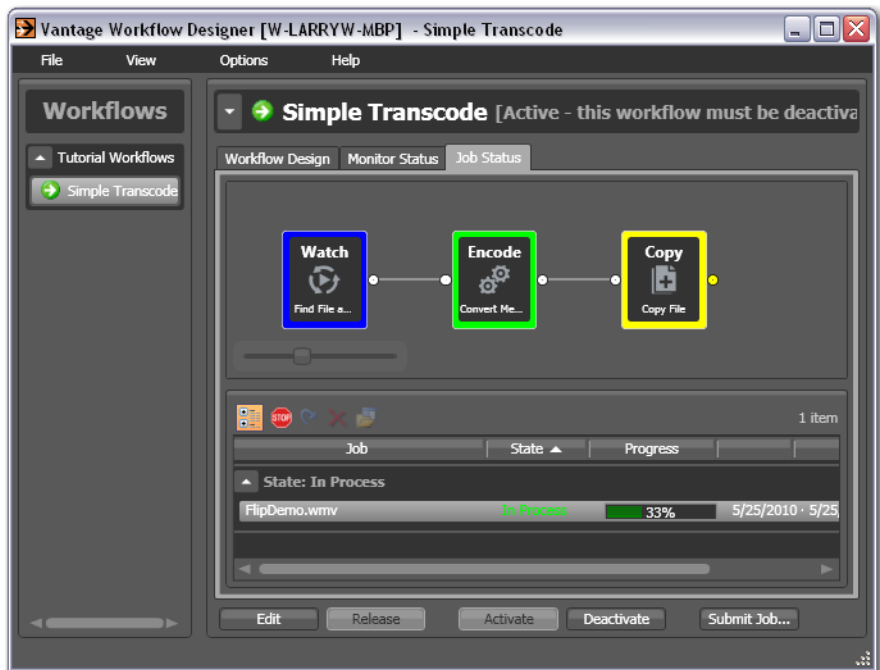 Vantage Workflow Designer [W-LARRYW-MBP] - Simple Transcode
File View Options Help
Workflows
Tutorial Workflows
Simple Transcode
Simple Transcode [Active - this workflow must be deactiva
Workflow Design Monitor Status Job Status
Watch Encode Copy
Find File a... Convert Me... Copy File
STOP 1 item
Job State Progress
State: In Process
FlipDemo.wmv In Process 33% 5/25/2010 · 5/25,
Edit Release Activate Deactivate Submit Job...